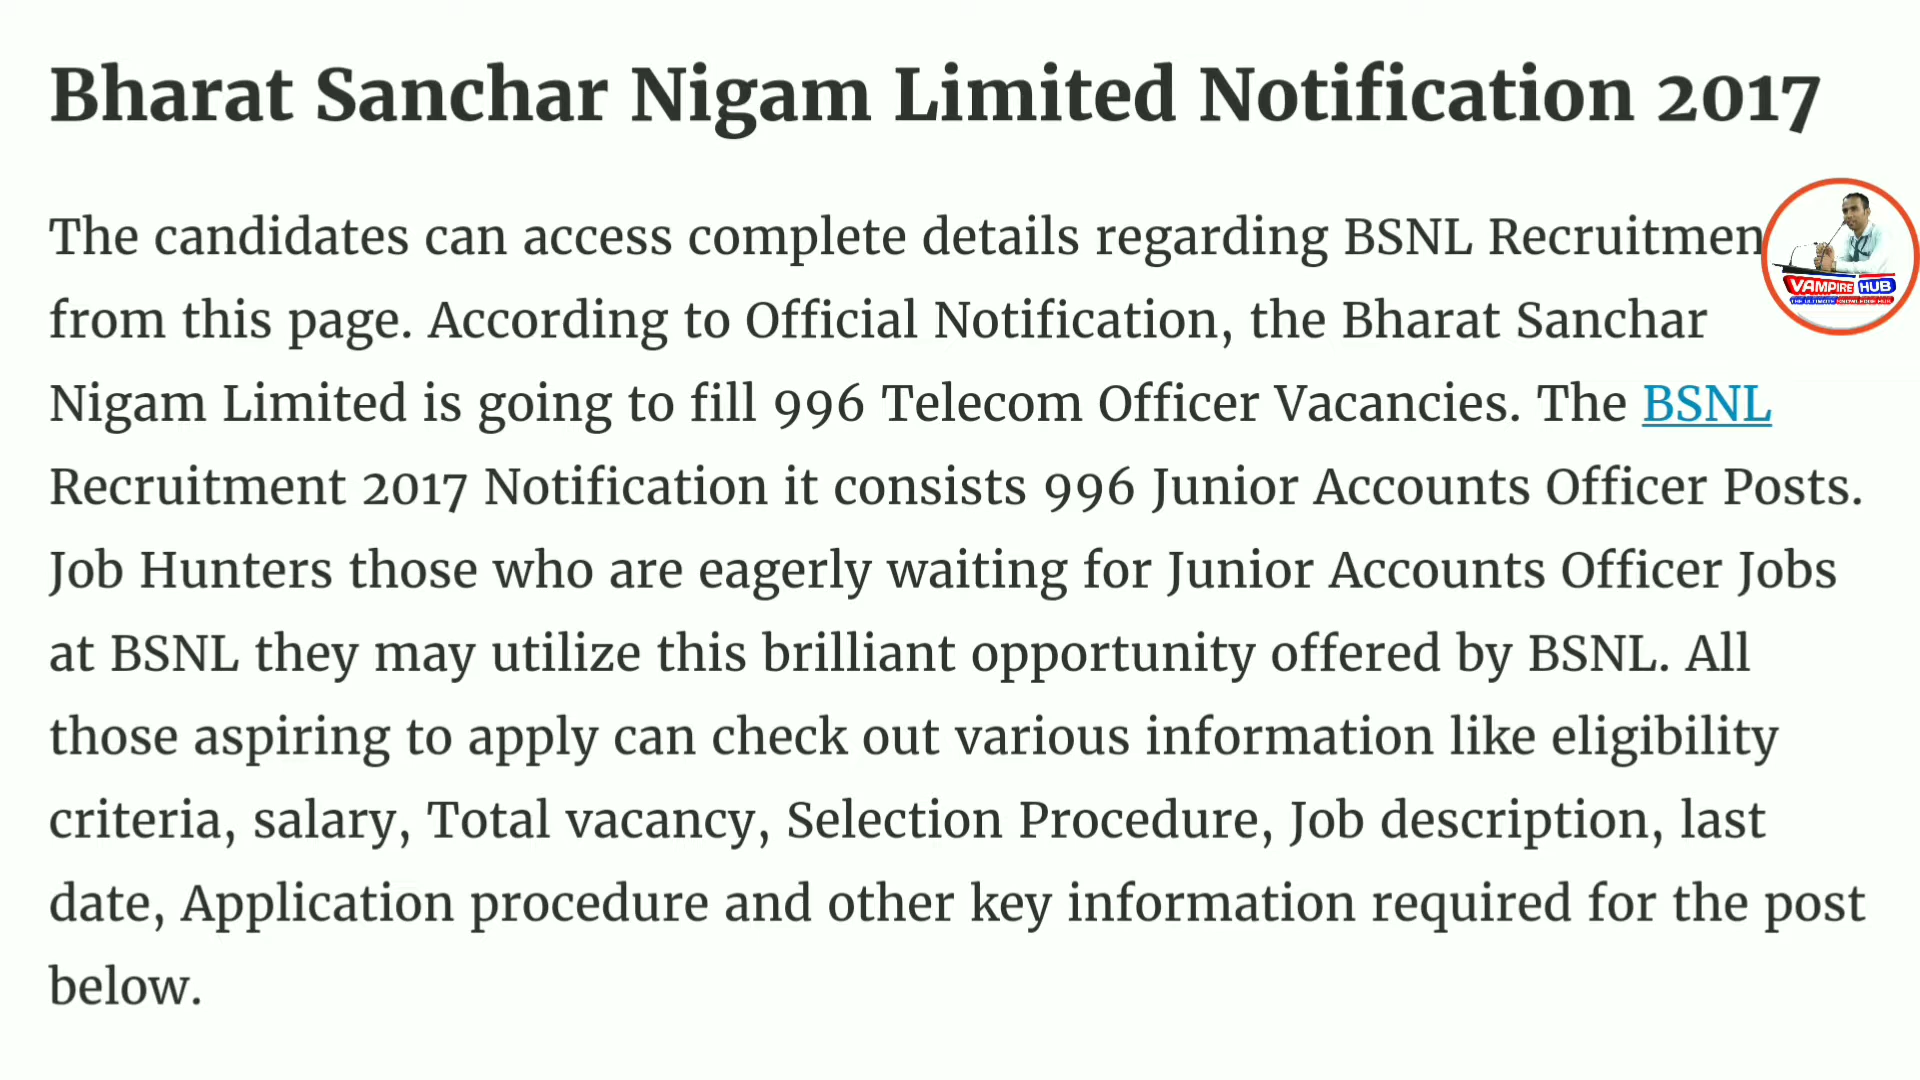 Bharat Sanchar Nigam Limited Notification 2017
The candidates can access complete details regarding BSNL Recruitmen
from this page. According to Official Notification, the Bharat Sanchar
Nigam Limited is going to fill 996 Telecom Officer Vacancies. The BSNL
Recruitment 2017 Notification it consists 996 Junior Accounts Officer Posts.
Job Hunters those who are eagerly waiting for Junior Accounts Officer Jobs
at BSNL they may utilize this brilliant opportunity offered by BSNL. All
those aspiring to apply can check out various information like eligibility
criteria, salary, Total vacancy, Selection Procedure, Job description, last
date, Application procedure and other key information required for the post
below.
VAMPIRE HUB
THE ULTIMATE KNOWLEDGE HUB